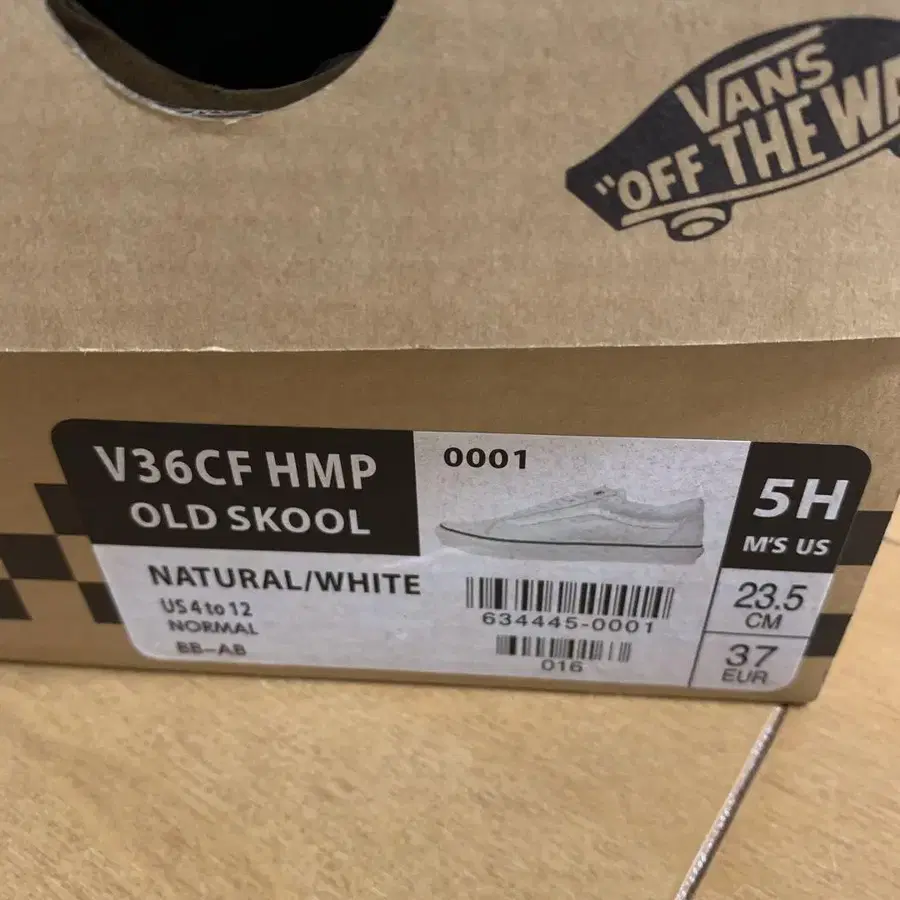 VANS
"OFF THE WA
V36CF HMP
OLD SKOOL
0001
5H
M'S US
NATURAL/WHITE
US 4 to 12
NORMAL
BB-AB
634445-0001
016
23.5
CM
37
EUR